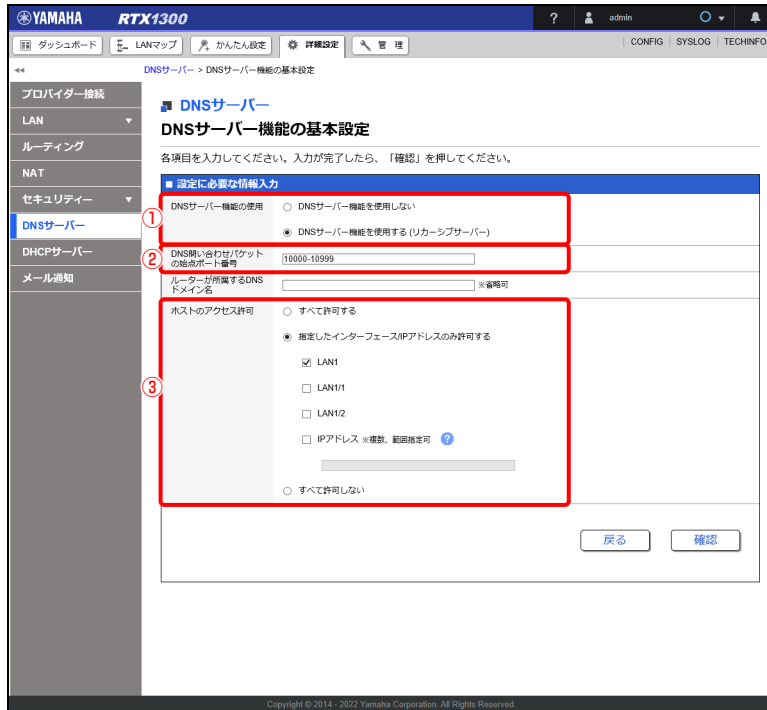 YAMAHA RTX1300 ? admin
ダッシュボード LANマップ かんたん設定 詳細設定 管 理 CONFIG SYSLOG TECHINFO
DNSサーバー > DNSサーバー機能の基本設定
プロバイダー接続
LAN
ルーティング
NAT
セキュリティー
DNSサーバー
DHCPサーバー
メール通知
DNSサーバー
DNSサーバー機能の基本設定
各項目を入力してください。入力が完了したら、「確認」を押してください。
■ 設定に必要な情報入力
①
DNSサーバー機能の使用 DNSサーバー機能を使用しない
DNSサーバー機能を使用する (リカーシブサーバー)
②
DNS問い合わせパケット
の始点ポート番号
10000-10999
ルーターが所属するDNS
ドメイン名
※省略可
③
ホストのアクセス許可 すべて許可する
指定したインターフェース/IPアドレスのみ許可する
LAN1
LAN1/1
LAN1/2
IPアドレス ※複数、範囲指定可 ?
すべて許可しない
戻る 確認
Copyright © 2014 - 2022 Yamaha Corporation. All Rights Reserved.